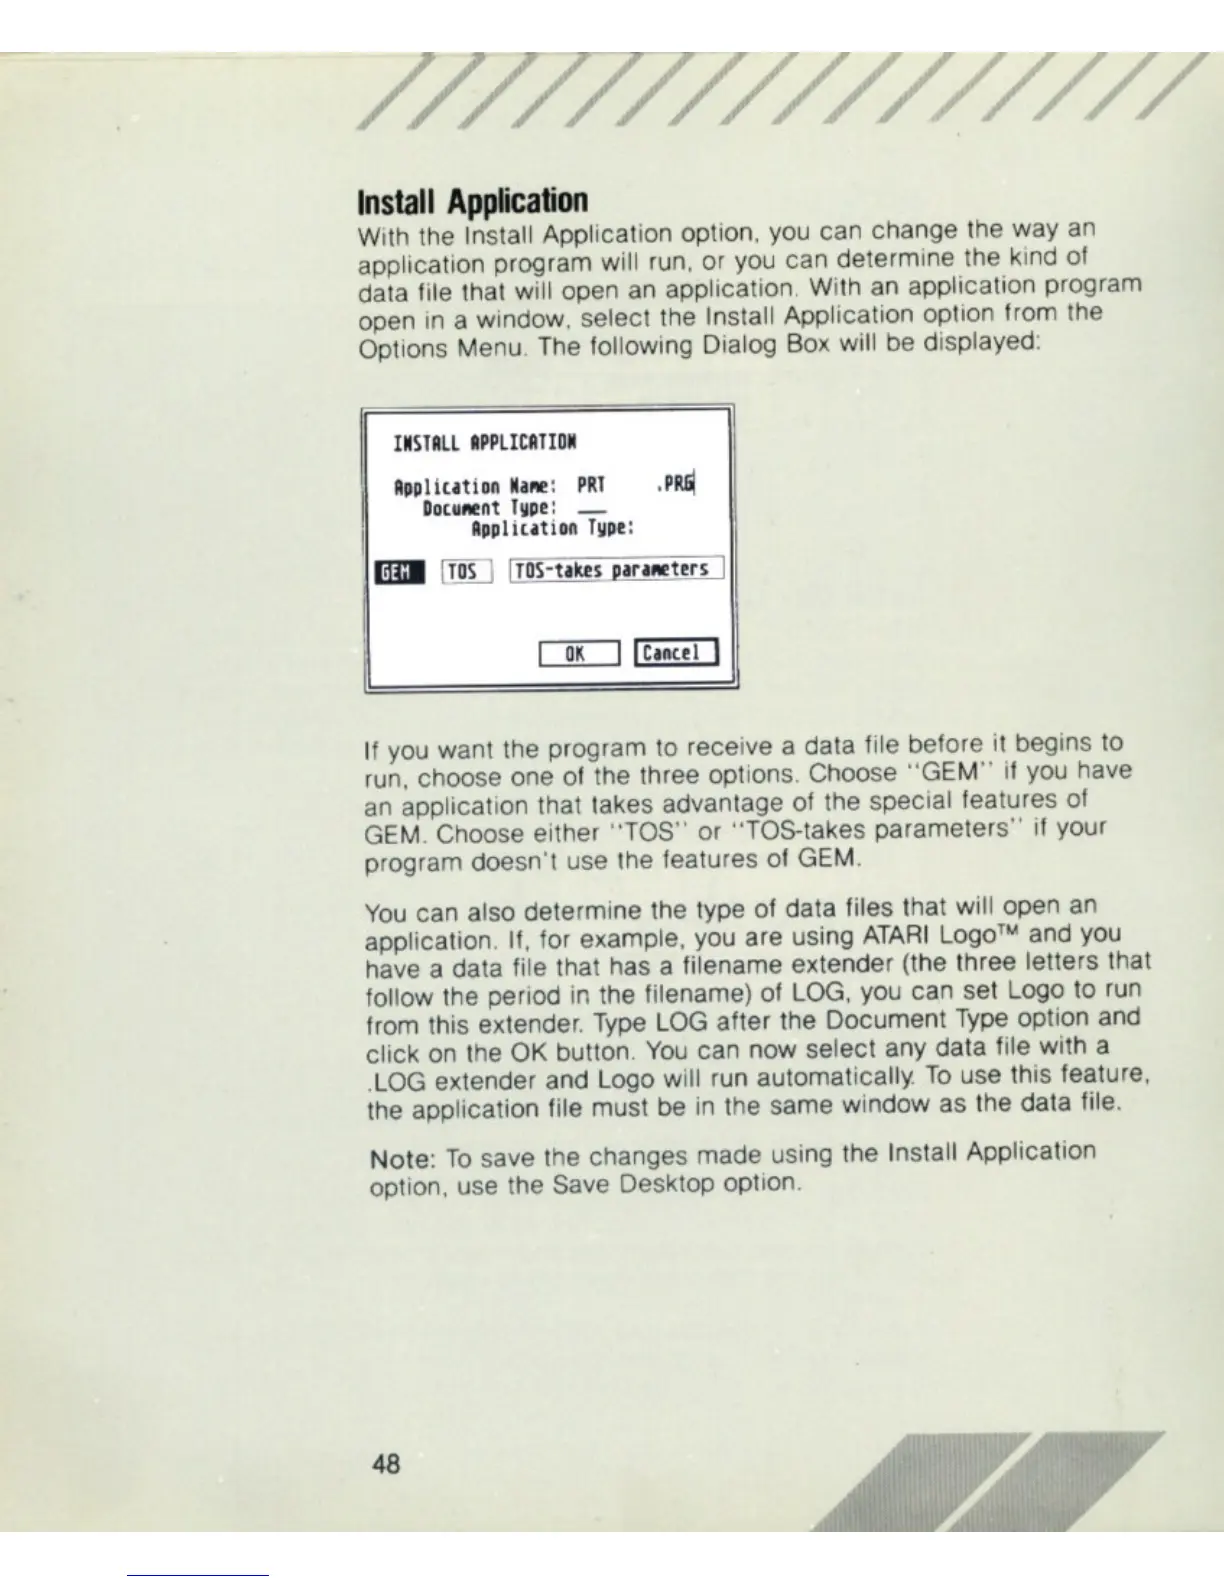 Install Application
With the Install Application option, you can change the way an
application program will run, or you can determine the kind of
data file that will open an application. With an application program
open in a window, select the Install Application option from the
Options Menu. The following Dialog Box will be displayed:
INSTALL APPLICATION
Application Name: PRT .PRG
Document Type: __
Application Type:
GEM TOS TOS-takes parameters
OK Cancel
If you want the program to receive a data file before it begins to
run, choose one of the three options. Choose "GEM" if you have
an application that takes advantage of the special features of
GEM. Choose either "TOS" or "TOS-takes parameters" if your
program doesn't use the features of GEM.
You can also determine the type of data files that will open an
application. If, for example, you are using ATARI Logo™ and you
have a data file that has a filename extender (the three letters that
follow the period in the filename) of LOG, you can set Logo to run
from this extender. Type LOG after the Document Type option and
click on the OK button. You can now select any data file with a
.LOG extender and Logo will run automatically. To use this feature,
the application file must be in the same window as the data file.
Note: To save the changes made using the Install Application
option, use the Save Desktop option.
48